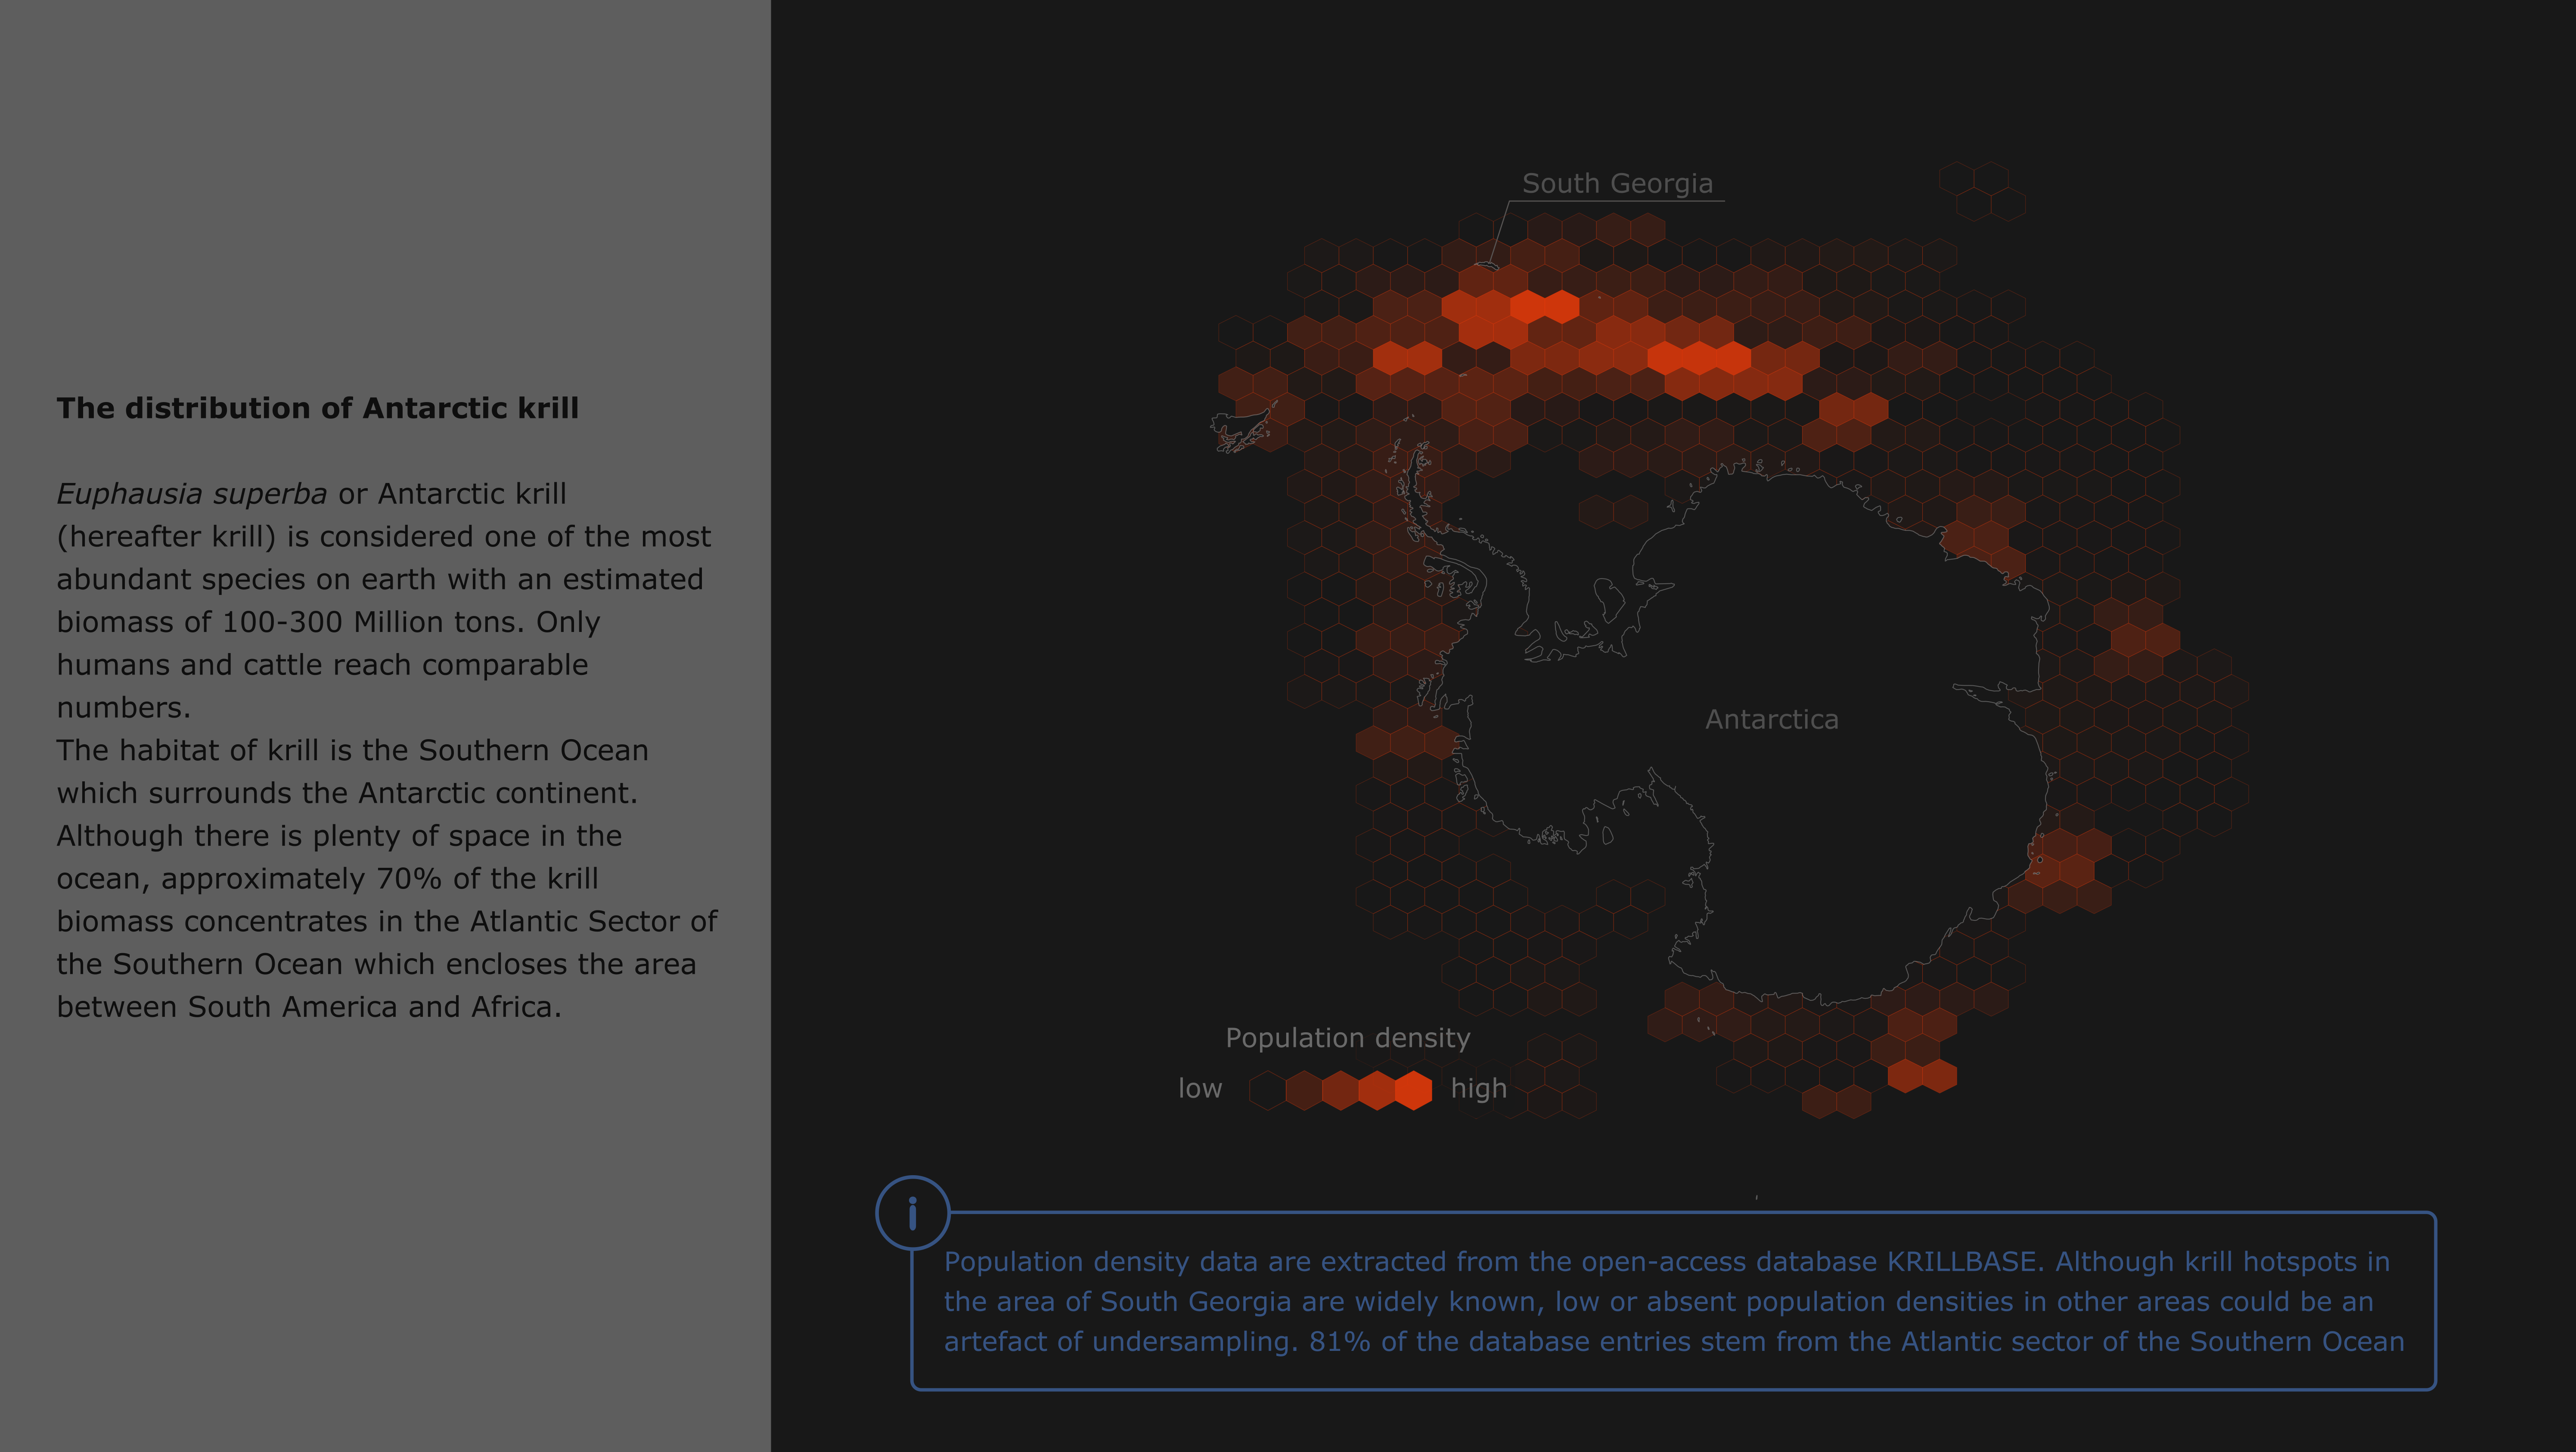 The distribution of Antarctic krill
Euphausia superba or Antarctic krill
(hereafter krill) is considered one of the most
abundant species on earth with an estimated
biomass of 100-300 Million tons. Only
humans and cattle reach comparable
numbers.
The habitat of krill is the Southern Ocean
which surrounds the Antarctic continent.
Although there is plenty of space in the
ocean, approximately 70% of the krill
biomass concentrates in the Atlantic Sector of
the Southern Ocean which encloses the area
between South America and Africa.
South Georgia
Antarctica
Population density
low high
i
Population density data are extracted from the open-access database KRILLBASE. Although krill hotspots in
the area of South Georgia are widely known, low or absent population densities in other areas could be an
artefact of undersampling. 81% of the database entries stem from the Atlantic sector of the Southern Ocean